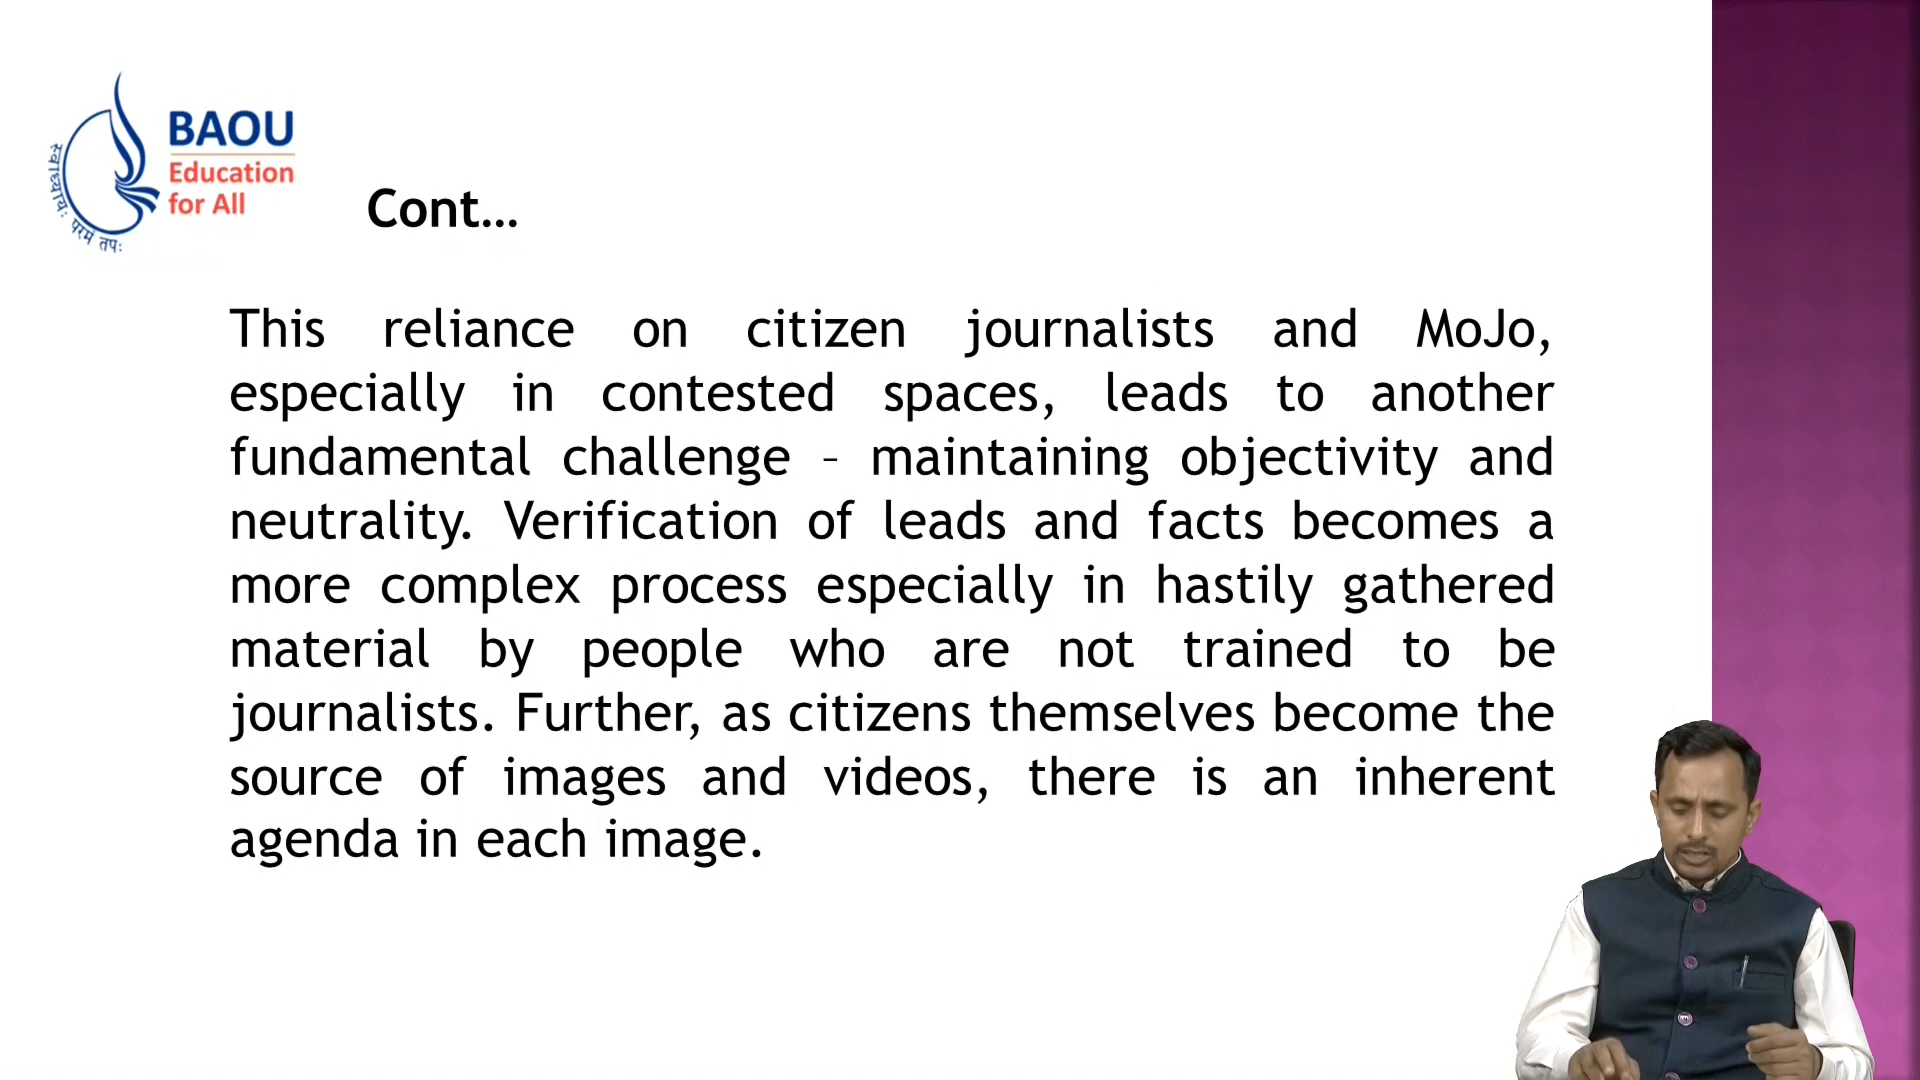 BAOU
Education
for All
स्वाध्यायः परमं तपः
Cont…
This reliance on citizen journalists and MoJo,
especially in contested spaces, leads to another
fundamental challenge – maintaining objectivity and
neutrality. Verification of leads and facts becomes a
more complex process especially in hastily gathered
material by people who are not trained to be
journalists. Further, as citizens themselves become the
source of images and videos, there is an inherent
agenda in each image.